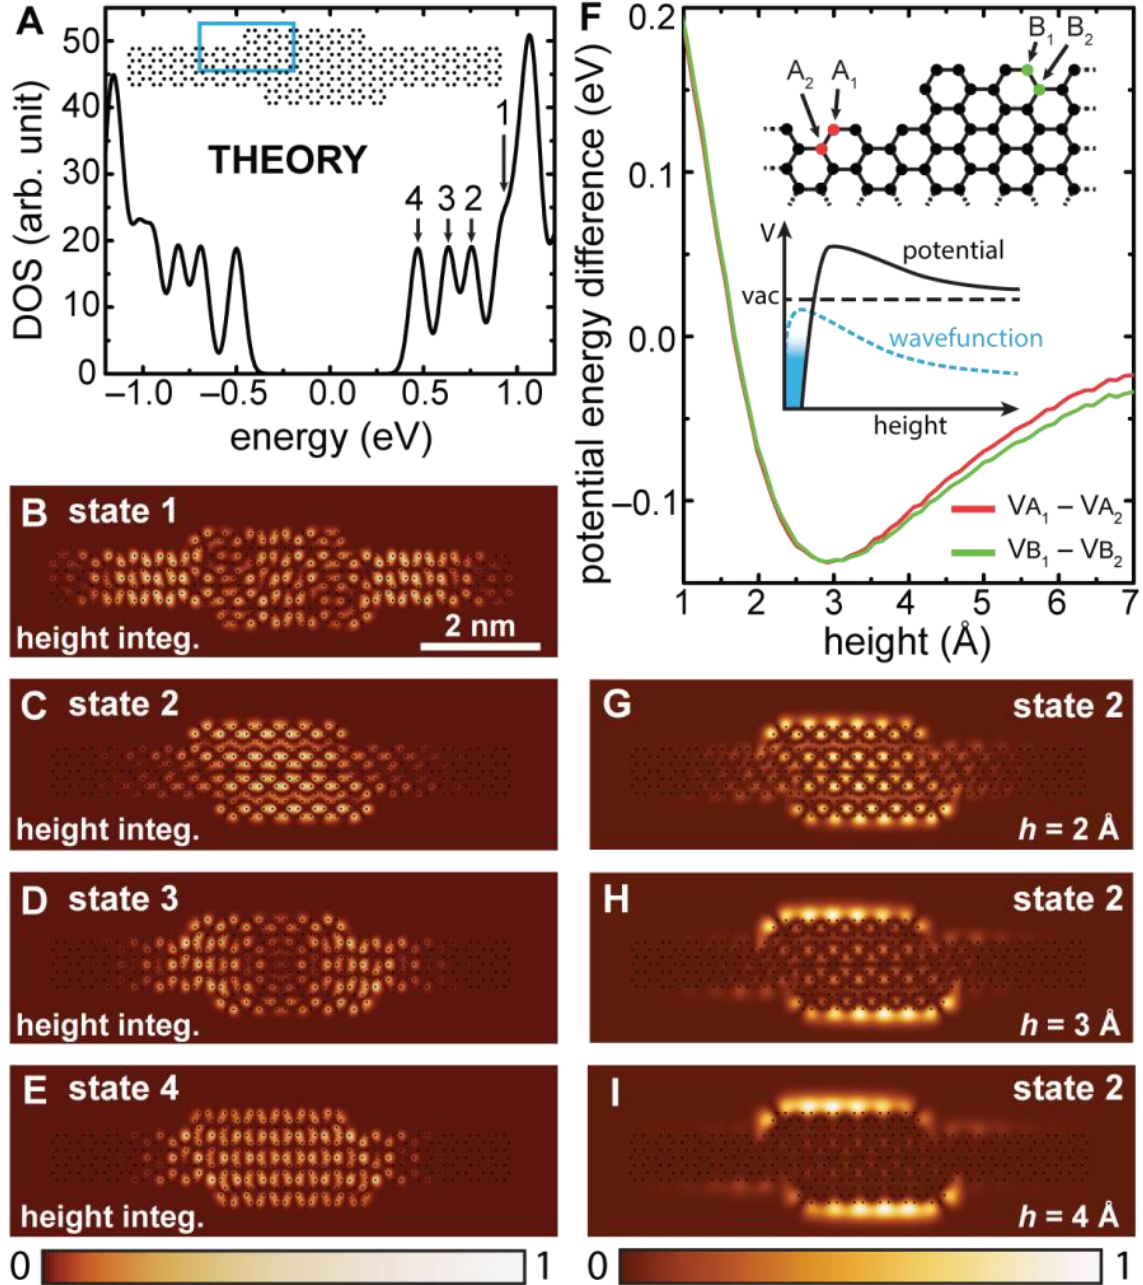 A
50
40
30
20
10
0
DOS (arb. unit)
THEORY
1
4 3 2
−1.0 −0.5 0.0 0.5 1.0
energy (eV)
B state 1
height integ.
2 nm
C state 2
height integ.
D state 3
height integ.
E state 4
height integ.
0 1
F
0.2
0.1
0.0
−0.1
potential energy difference (eV)
B₁ B₂
A₂ A₁
V
potential
vac
wavefunction
height
VA₁ − VA₂
VB₁ − VB₂
1 2 3 4 5 6 7
height (Å)
G state 2
h = 2 Å
H state 2
h = 3 Å
I state 2
h = 4 Å
0 1